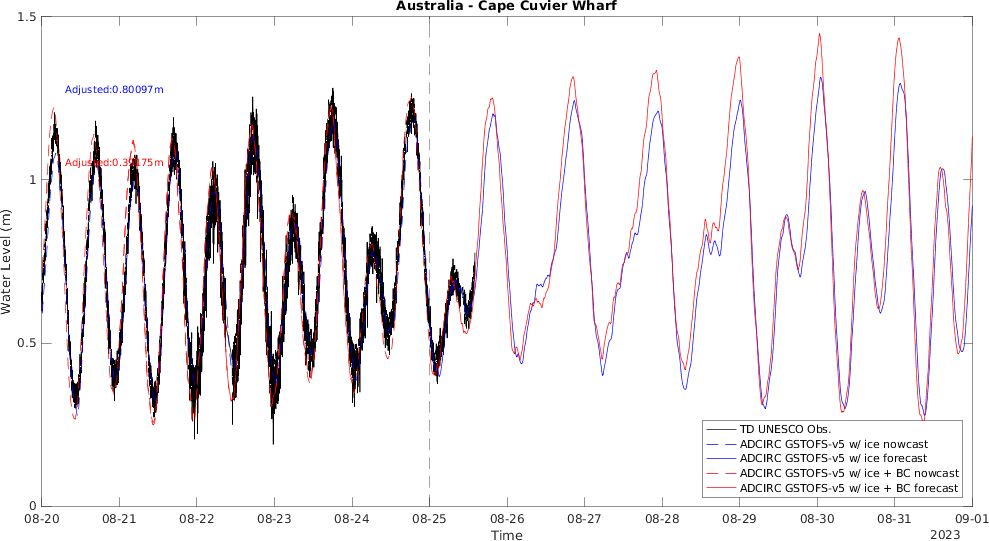 Australia - Cape Cuvier Wharf
1.5
Adjusted:0.80097m
1
Water Level (m)
0.5
0
TD UNESCO Obs.
ADCIRC GSTOFS-v5 w/ ice nowcast
ADCIRC GSTOFS-v5 w/ ice forecast
ADCIRC GSTOFS-v5 w/ ice + BC nowcast
ADCIRC GSTOFS-v5 w/ ice + BC forecast
08-20 08-21 08-22 08-23 08-24 08-25 08-26 08-27 08-28 08-29 08-30 08-31 09-01
Time
2023